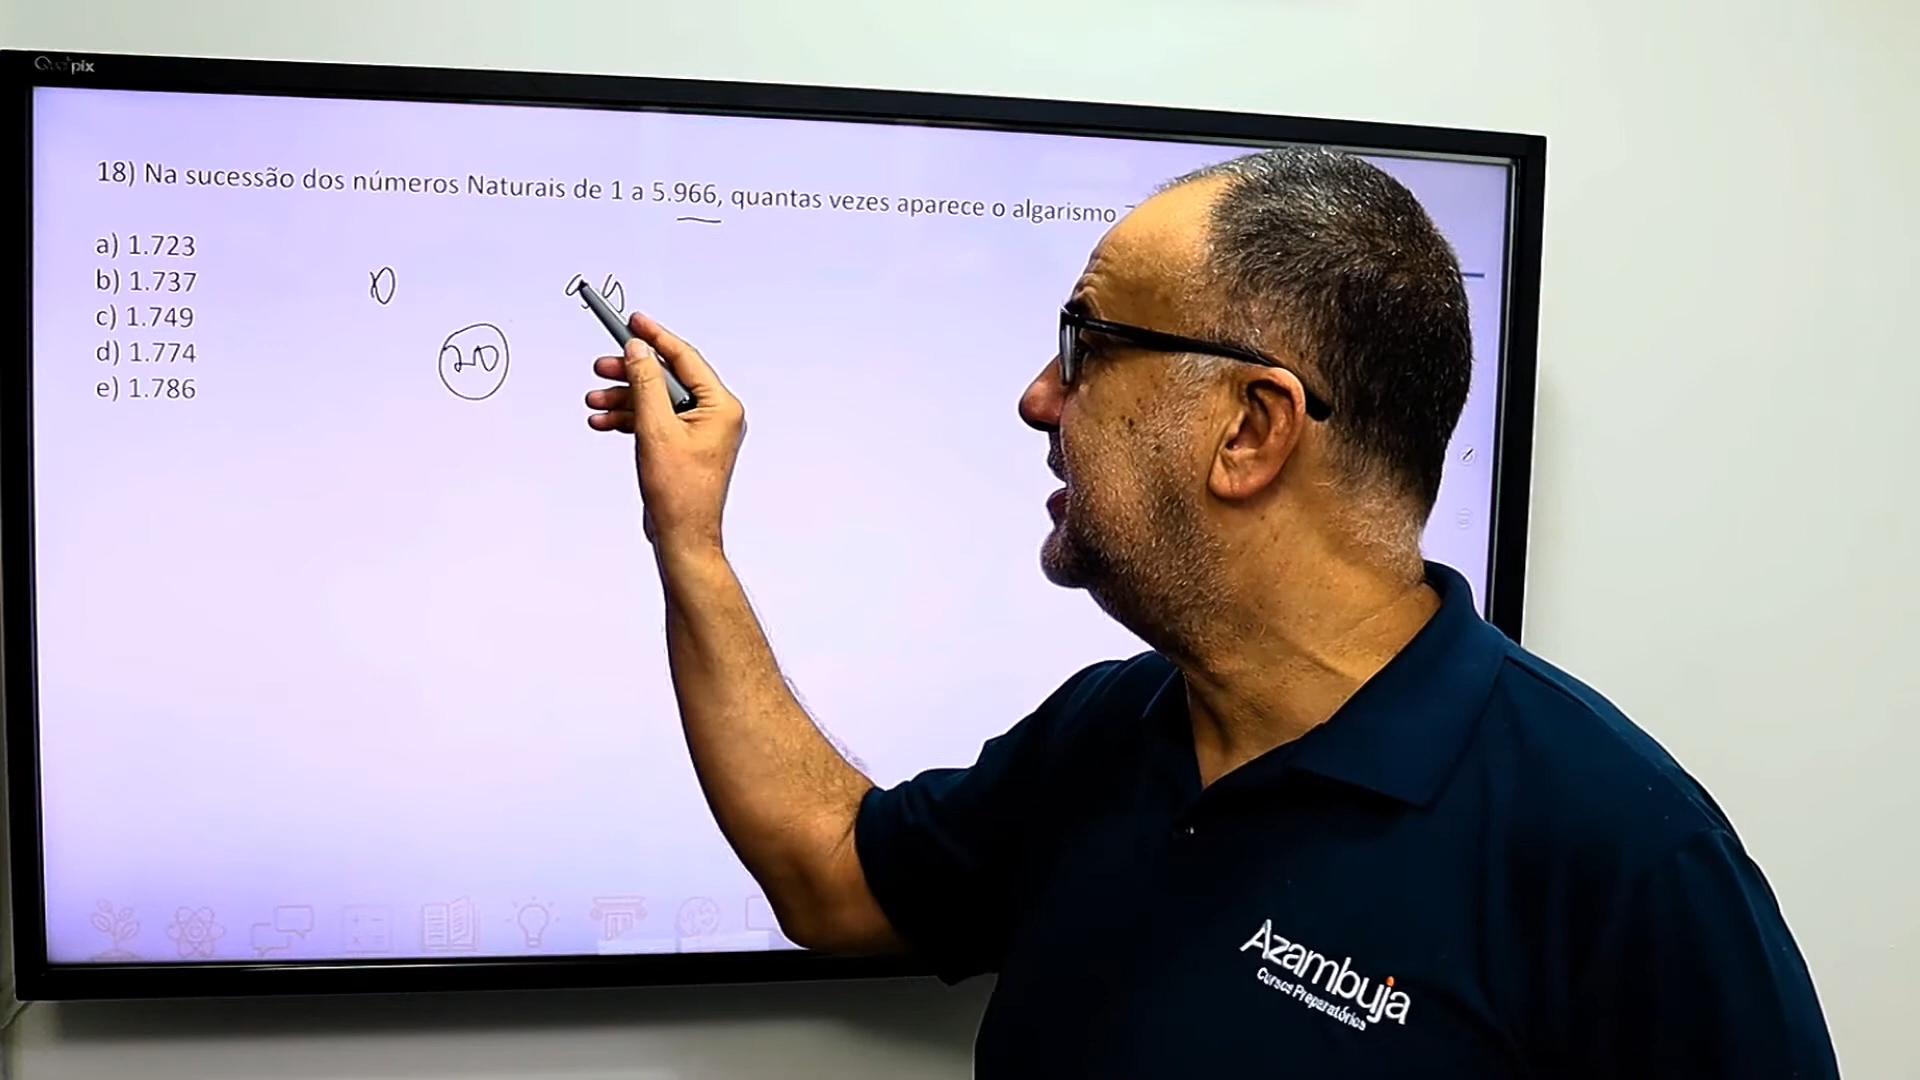 Quatpix
18) Na sucessão dos números Naturais de 1 a 5.966, quantas vezes aparece o algarismo
a) 1.723
b) 1.737
c) 1.749
d) 1.774
e) 1.786
20
Azambuja
Cursos Preparatórios